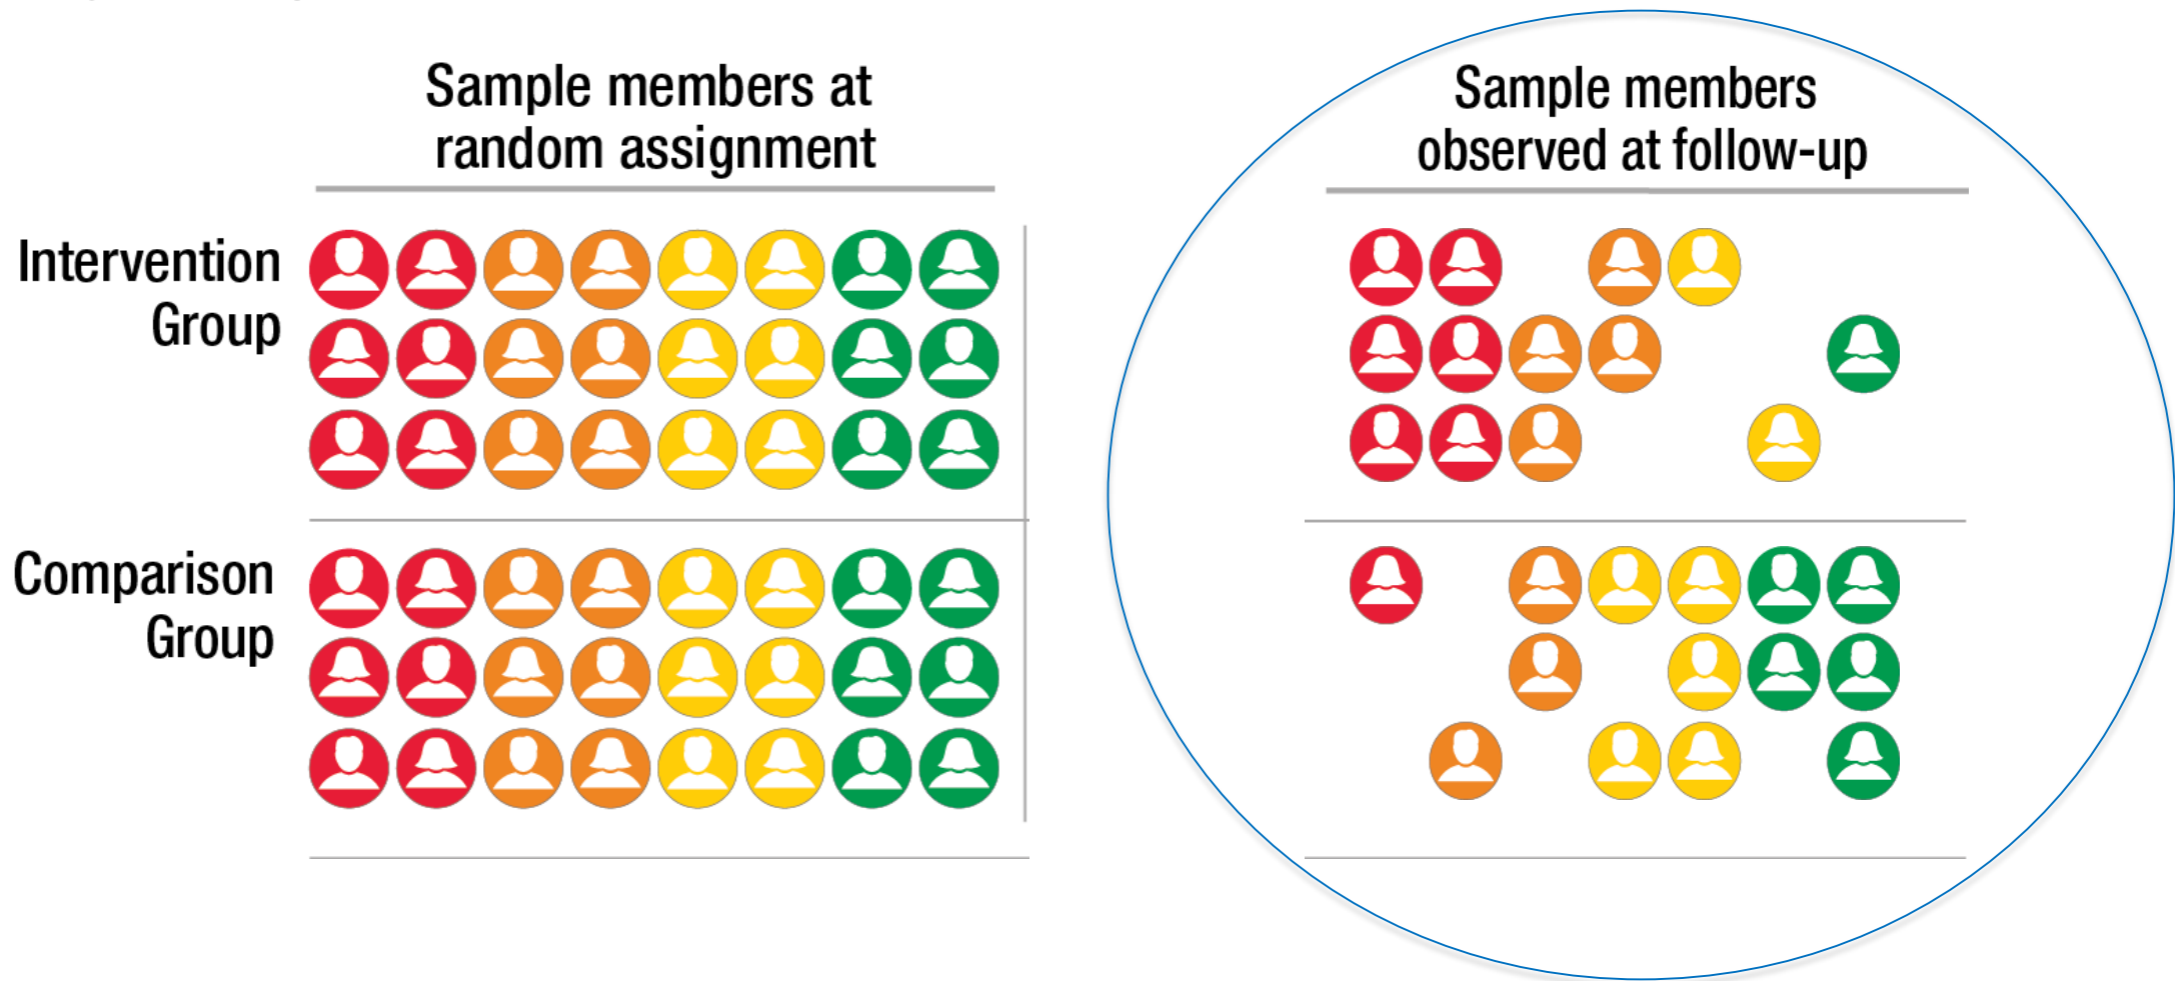 Sample members at
random assignment
Sample members
observed at follow-up
Intervention
Group
Comparison
Group